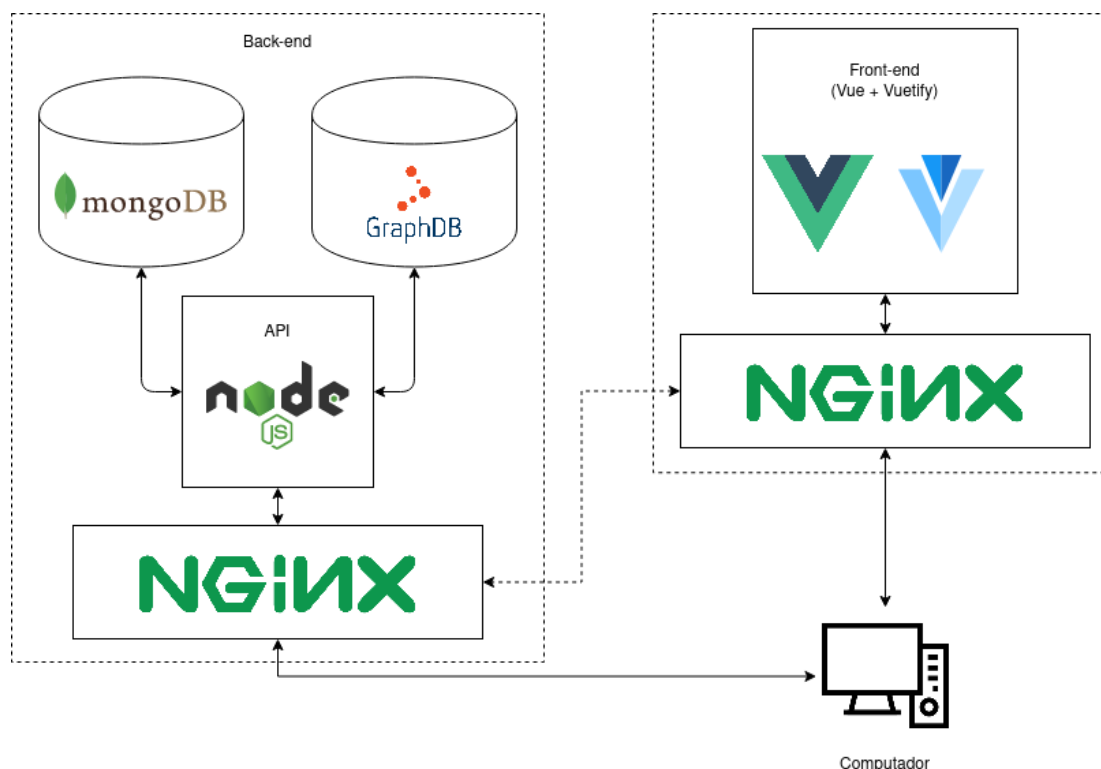 Back-end
mongoDB
GraphDB
API
node
JS
NGINX
Front-end
(Vue + Vuetify)
NGINX
Computador